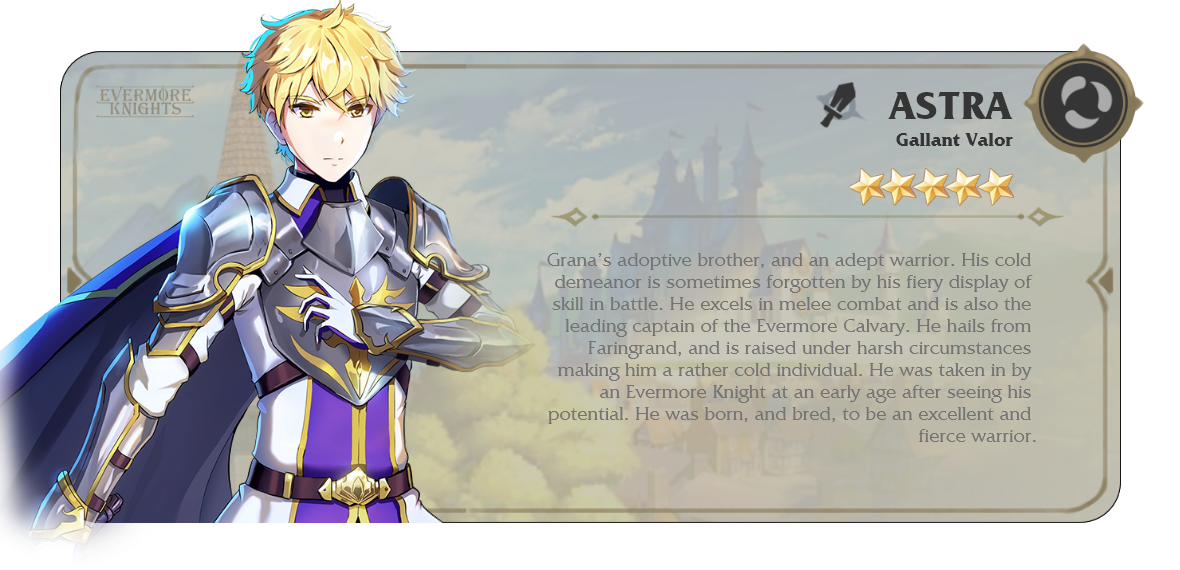 EVERMORE
KNIGHTS
ASTRA
Gallant Valor
Grana's adoptive brother, and an adept warrior. His cold
demeanor is sometimes forgotten by his fiery display of
skill in battle. He excels in melee combat and is also the
leading captain of the Evermore Calvary. He hails from
Faringrand, and is raised under harsh circumstances
making him a rather cold individual. He was taken in by
an Evermore Knight at an early age after seeing his
potential. He was born, and bred, to be an excellent and
fierce warrior.